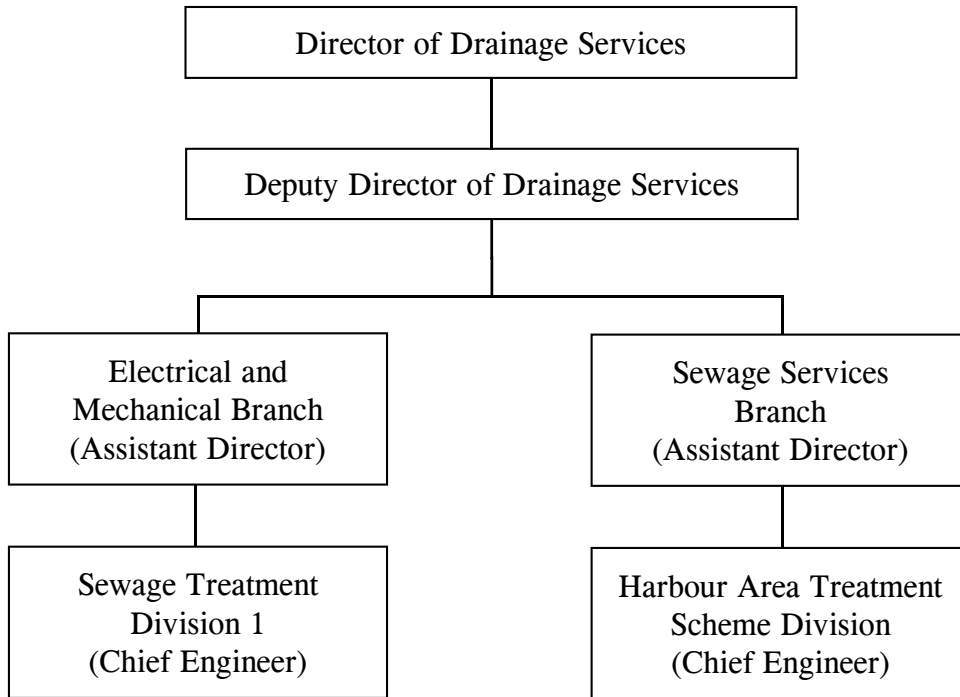 Director of Drainage Services
Deputy Director of Drainage Services
Electrical and
Mechanical Branch
(Assistant Director)
Sewage Services
Branch
(Assistant Director)
Sewage Treatment
Division 1
(Chief Engineer)
Harbour Area Treatment
Scheme Division
(Chief Engineer)